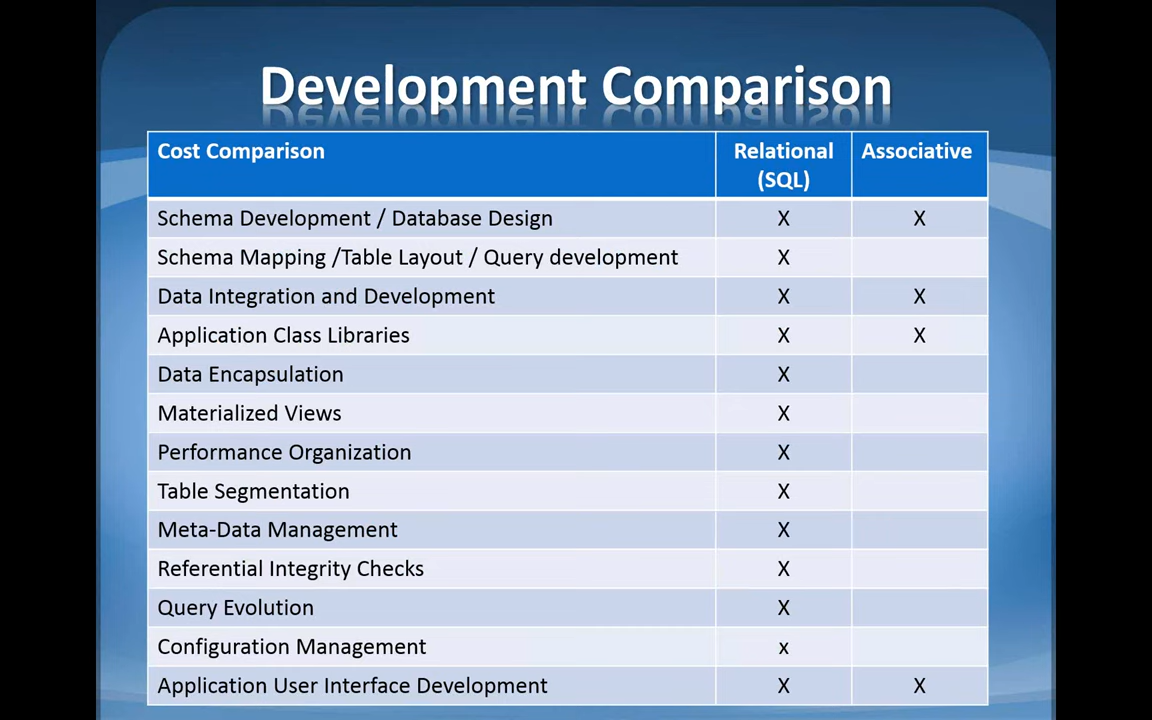 Development Comparison
Cost Comparison Relational (SQL) Associative
Schema Development / Database Design X X
Schema Mapping /Table Layout / Query development X
Data Integration and Development X X
Application Class Libraries X X
Data Encapsulation X
Materialized Views X
Performance Organization X
Table Segmentation X
Meta-Data Management X
Referential Integrity Checks X
Query Evolution X
Configuration Management x
Application User Interface Development X X